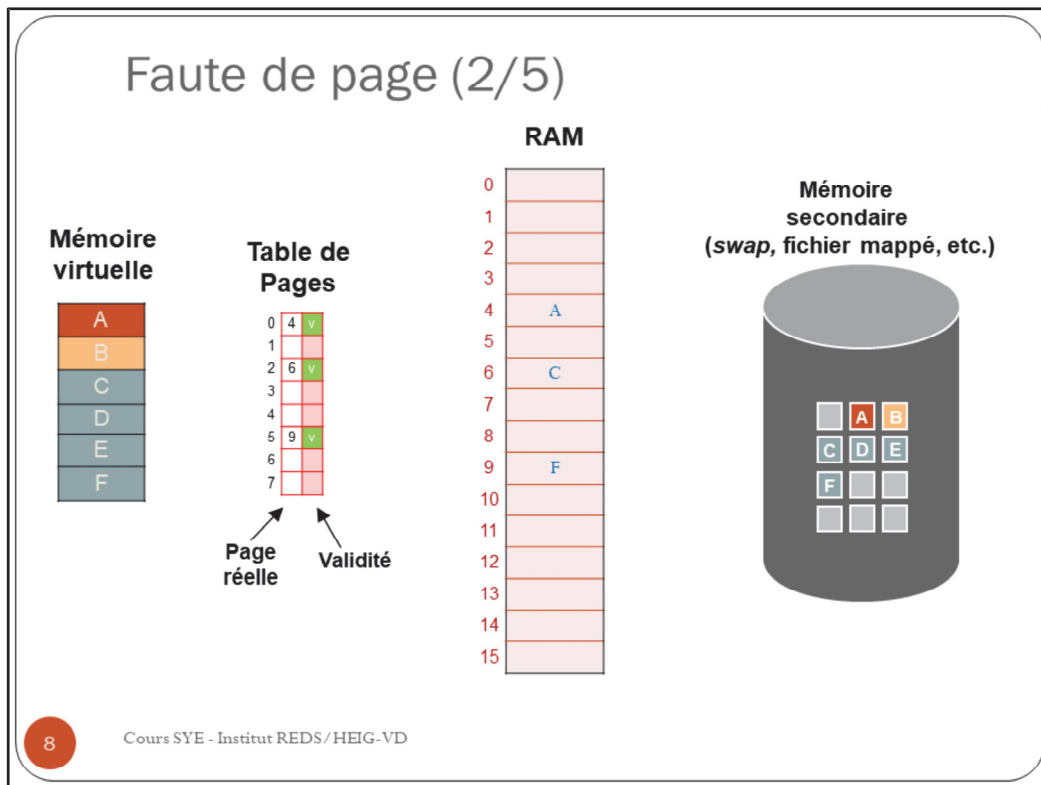 Faute de page (2/5)
Mémoire
virtuelle
A
B
C
D
E
F
Table de
Pages
0 4 v
1
2 6 v
3
4
5 9 v
6
7
Page
réelle
Validité
RAM
0
1
2
3
4 A
5
6 C
7
8
9 F
10
11
12
13
14
15
Mémoire
secondaire
(swap, fichier mappé, etc.)
A B
C D E
F
8
Cours SYE - Institut REDS/HEIG-VD